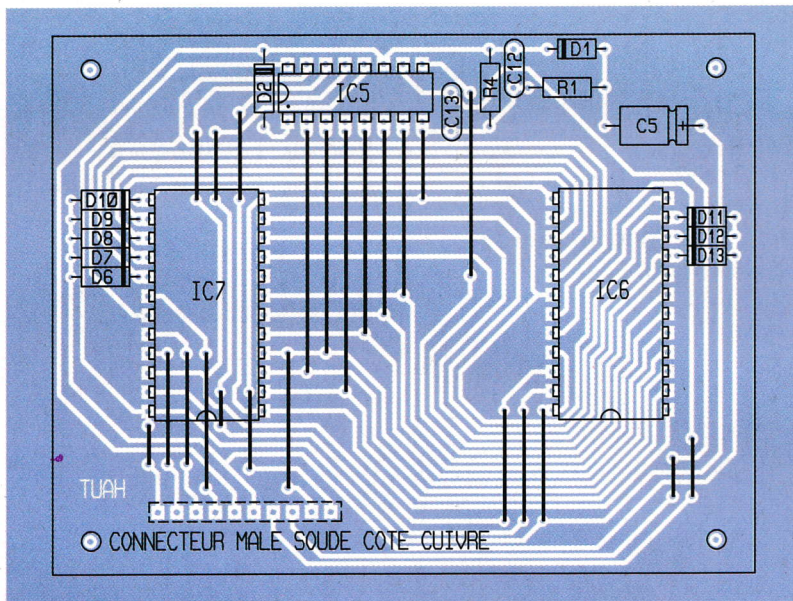 D1
D2
IC5
C13
R4
C12
R1
C5
+
D10
D9
D8
D7
D6
IC7
IC6
D11
D12
D13
TUAH
CONNECTEUR MALE SOUDE COTE CUIVRE